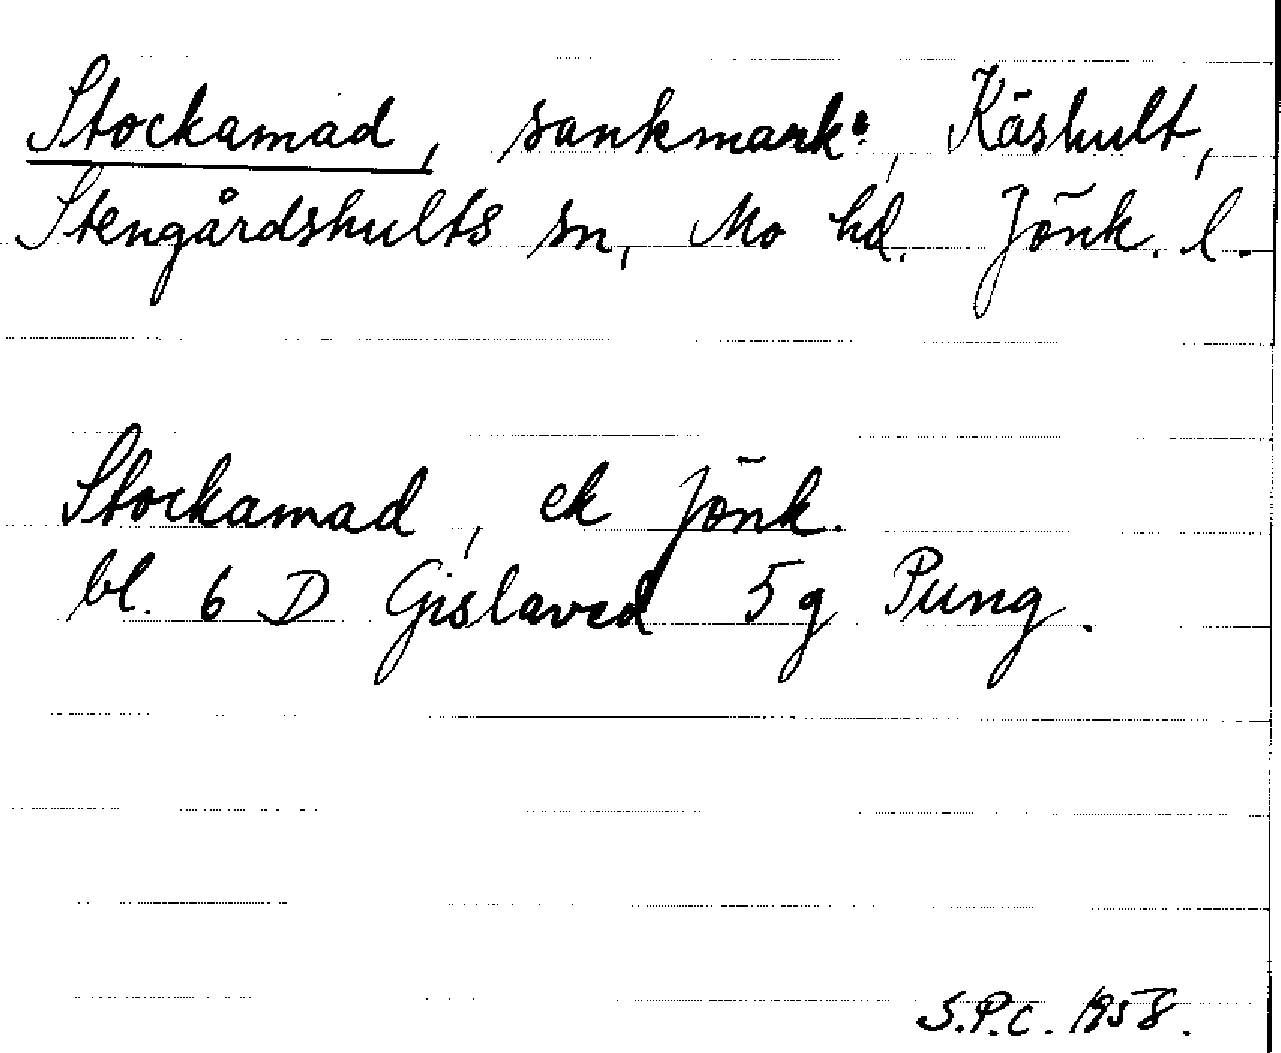 Stockamad, sankmark, Käshult,
Stengårdshults sn, Mo hd. Jönk. l.
Stockamad, ek Jönk.
bl. 6 D Gislaved 5 g Pung.
S.P.C. 1958.